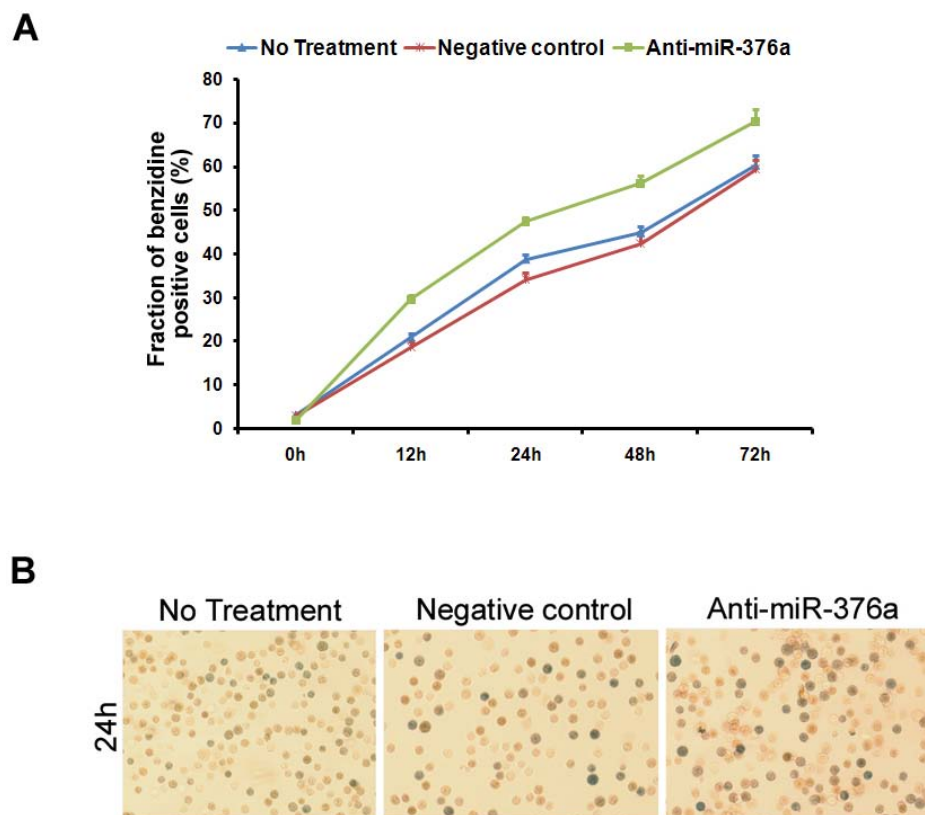 A
No Treatment Negative control Anti-miR-376a
80
70
60
50
40
30
20
10
0
Fraction of benzidine
positive cells (%)
0h 12h 24h 48h 72h
B
No Treatment Negative control Anti-miR-376a
24h